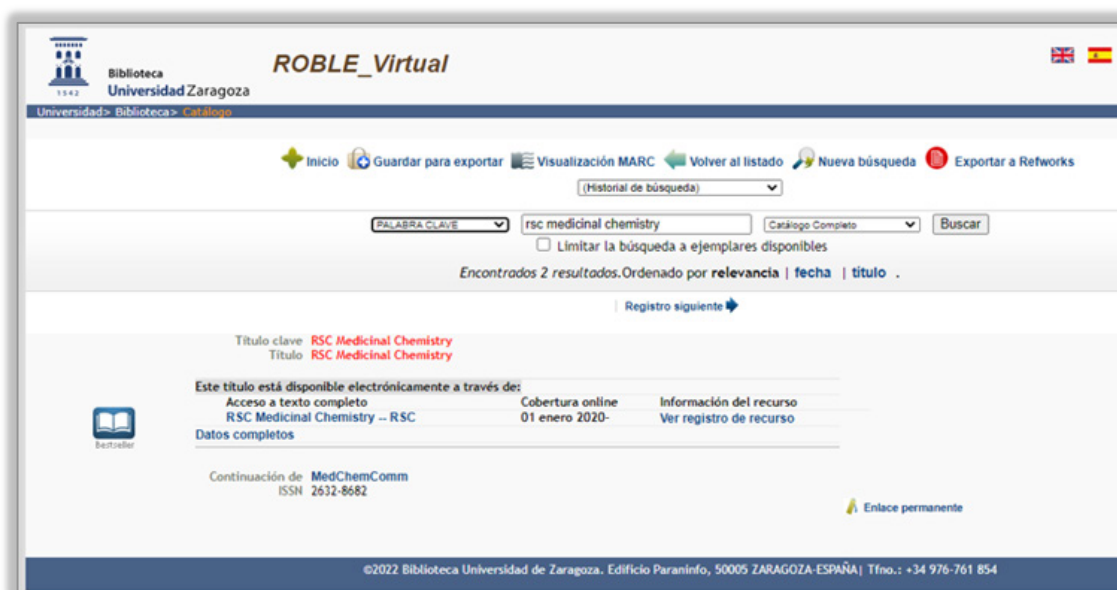 ROBLE_Virtual
1542
Biblioteca
Universidad Zaragoza
Universidad> Biblioteca> Catálogo
Inicio Guardar para exportar Visualización MARC Volver al listado Nueva búsqueda Exportar a Refworks
(Historial de búsqueda)
PALABRA CLAVE rsc medicinal chemistry Catálogo Completo Buscar
Limitar la búsqueda a ejemplares disponibles
Encontrados 2 resultados.Ordenado por relevancia | fecha | título .
Registro siguiente
Título clave RSC Medicinal Chemistry
Título RSC Medicinal Chemistry
Este título está disponible electrónicamente a través de:
Acceso a texto completo Cobertura online Información del recurso
RSC Medicinal Chemistry -- RSC 01 enero 2020- Ver registro de recurso
Datos completos
Bestseller
Continuación de MedChemComm
ISSN 2632-8682
Enlace permanente
©2022 Biblioteca Universidad de Zaragoza. Edificio Paraninfo, 50005 ZARAGOZA-ESPAÑA| Tfno.: +34 976-761 854